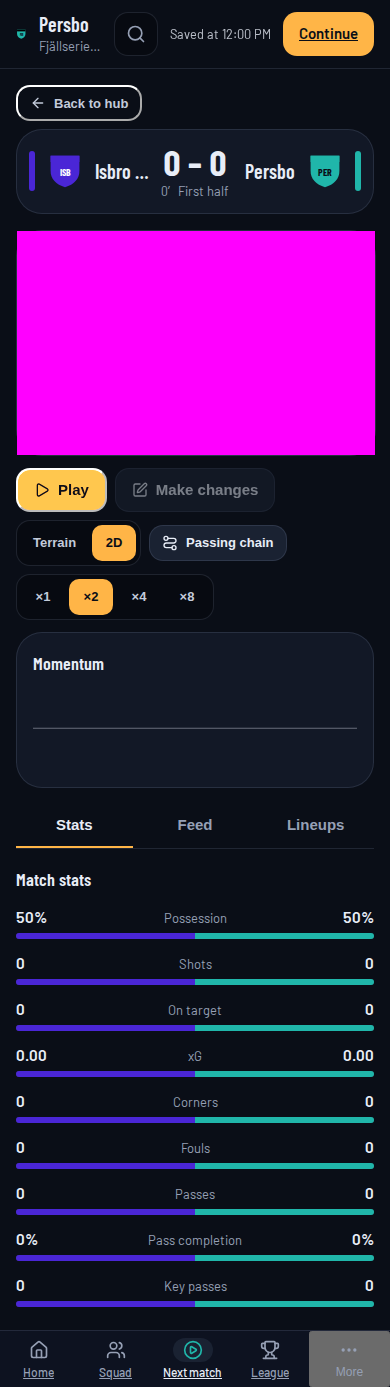 Persbo
Fjällserie...
Saved at 12:00 PM
Continue
Back to hub
ISB
Isbro ...
0 – 0
0' First half
Persbo
PER
Play
Make changes
Terrain
2D
Passing chain
×1
×2
×4
×8
Momentum
Stats
Feed
Lineups
Match stats
50% Possession 50%
0 Shots 0
0 On target 0
0.00 xG 0.00
0 Corners 0
0 Fouls 0
0 Passes 0
0% Pass completion 0%
0 Key passes 0
Home
Squad
Next match
League
More